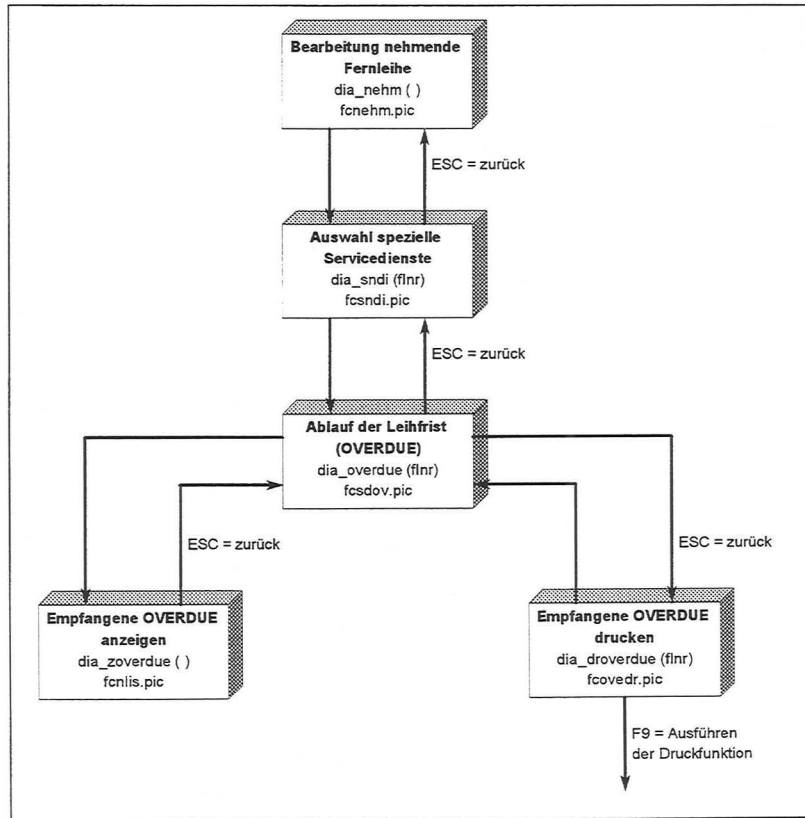 Bearbeitung nehmende
Fernleihe
dia_nehm ( )
fcnehm.pic
ESC = zurück
Auswahl spezielle
Servicedienste
dia_sndi (flnr)
fcsndi.pic
ESC = zurück
Ablauf der Leihfrist
(OVERDUE)
dia_overdue (flnr)
fcsdov.pic
ESC = zurück
ESC = zurück
Empfangene OVERDUE
anzeigen
dia_zoverdue ( )
fcnlis.pic
Empfangene OVERDUE
drucken
dia_droverdue (flnr)
fcovedr.pic
F9 = Ausführen
der Druckfunktion